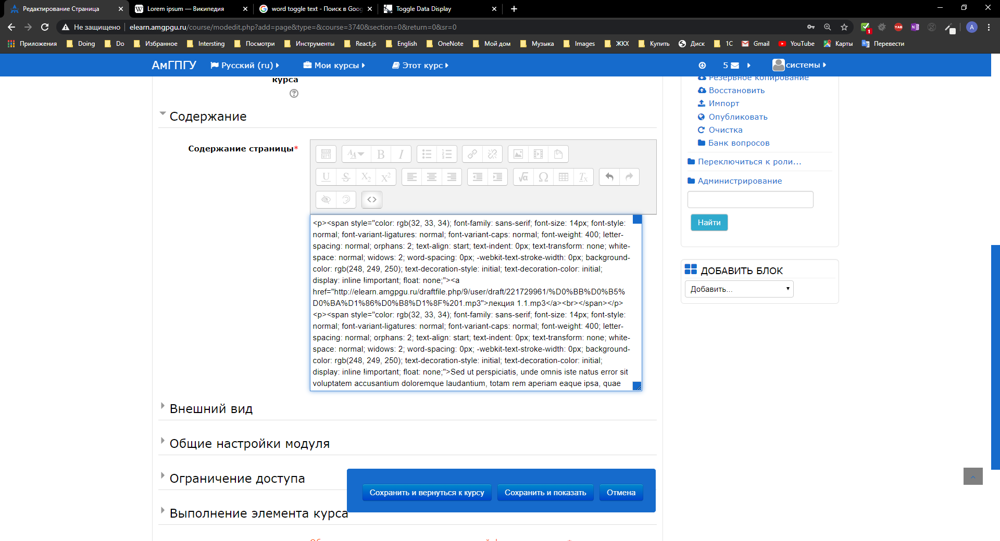 Редактирование Страница
Lorem ipsum — Википедия
word toggle text - Поиск в Goog
Toggle Data Display
Не защищено
elearn.amgpgu.ru/course/modedit.php?add=page&type=&course=3740&section=0&return=0&sr=0
Приложения
Doing
Do
Избранное
Intersting
Посмотри
Инструменты
React.js
English
OneNote
Мой дом
Музыка
Images
ЖКХ
Купить
Диск
1C
Gmail
YouTube
Карты
Перевести
АмГПГУ
Русский (ru)
Мои курсы
Этот курс
5
системы
курса
Содержание
Содержание страницы*
<p><span style="color: rgb(32, 33, 34); font-family: sans-serif; font-size: 14px; font-style:
normal; font-variant-ligatures: normal; font-variant-caps: normal; font-weight: 400; letter-
spacing: normal; orphans: 2; text-align: start; text-indent: 0px; text-transform: none; white-
space: normal; widows: 2; word-spacing: 0px; -webkit-text-stroke-width: 0px; background-
color: rgb(248, 249, 250); text-decoration-style: initial; text-decoration-color: initial;
display: inline !important; float: none;"><a
href="http://elearn.amgpgu.ru/draftfile.php/9/user/draft/221729961/%D0%BB%D0%B5%
D0%BA%D1%86%D0%B8%D1%8F%201.mp3">лекция 1.1.mp3</a><br></span></p>
<p><span style="color: rgb(32, 33, 34); font-family: sans-serif; font-size: 14px; font-style:
normal; font-variant-ligatures: normal; font-variant-caps: normal; font-weight: 400; letter-
spacing: normal; orphans: 2; text-align: start; text-indent: 0px; text-transform: none; white-
space: normal; widows: 2; word-spacing: 0px; -webkit-text-stroke-width: 0px; background-
color: rgb(248, 249, 250); text-decoration-style: initial; text-decoration-color: initial;
display: inline !important; float: none;">Sed ut perspiciatis, unde omnis iste natus error sit
voluptatem accusantium doloremque laudantium, totam rem aperiam eaque ipsa, quae
Внешний вид
Общие настройки модуля
Ограничение доступа
Выполнение элемента курса
Сохранить и вернуться к курсу
Сохранить и показать
Отмена
Резервное копирование
Восстановить
Импорт
Опубликовать
Очистка
Банк вопросов
Переключиться к роли...
Администрирование
Найти
ДОБАВИТЬ БЛОК
Добавить...